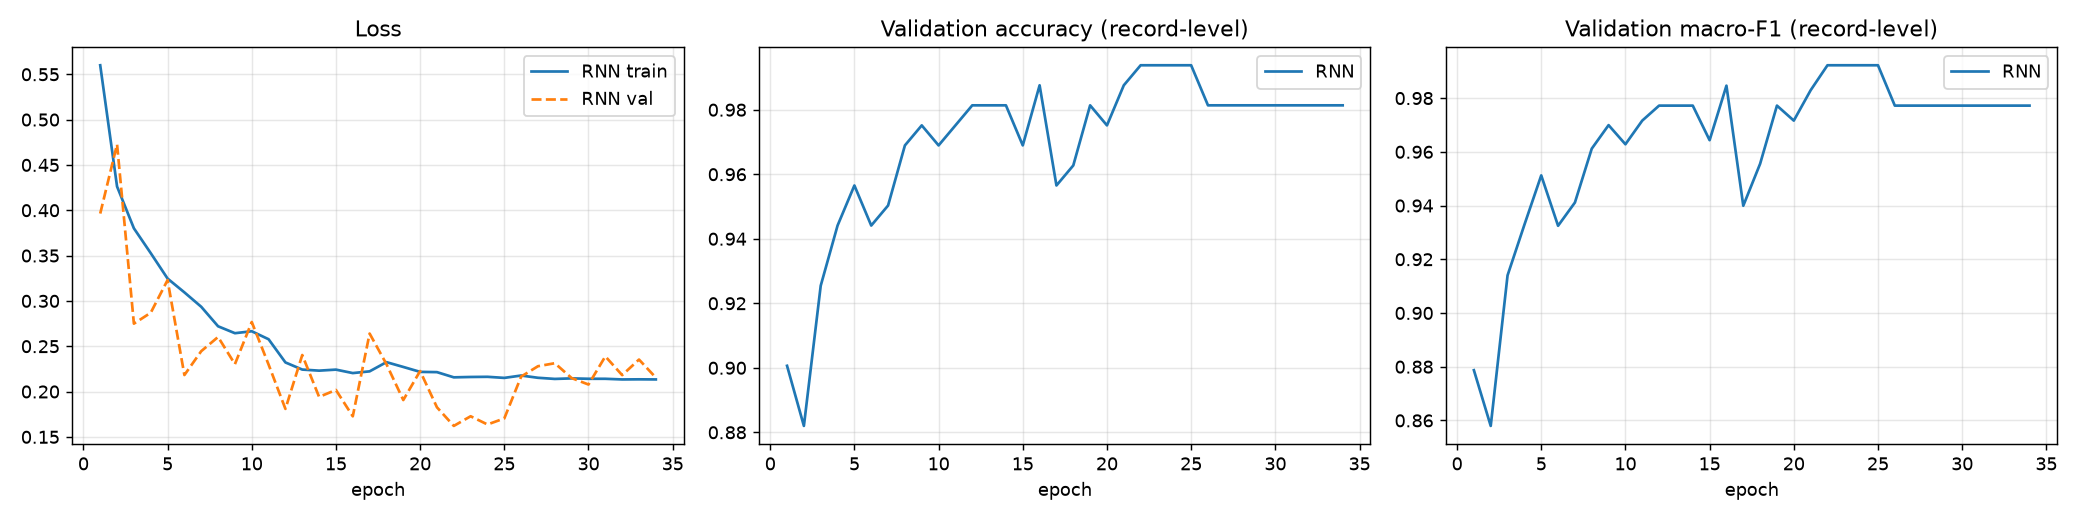 Loss
RNN train
RNN val
0.55
0.50
0.45
0.40
0.35
0.30
0.25
0.20
0.15
0 5 10 15 20 25 30 35
epoch
Validation accuracy (record-level)
RNN
0.98
0.96
0.94
0.92
0.90
0.88
0 5 10 15 20 25 30 35
epoch
Validation macro-F1 (record-level)
RNN
0.98
0.96
0.94
0.92
0.90
0.88
0.86
0 5 10 15 20 25 30 35
epoch